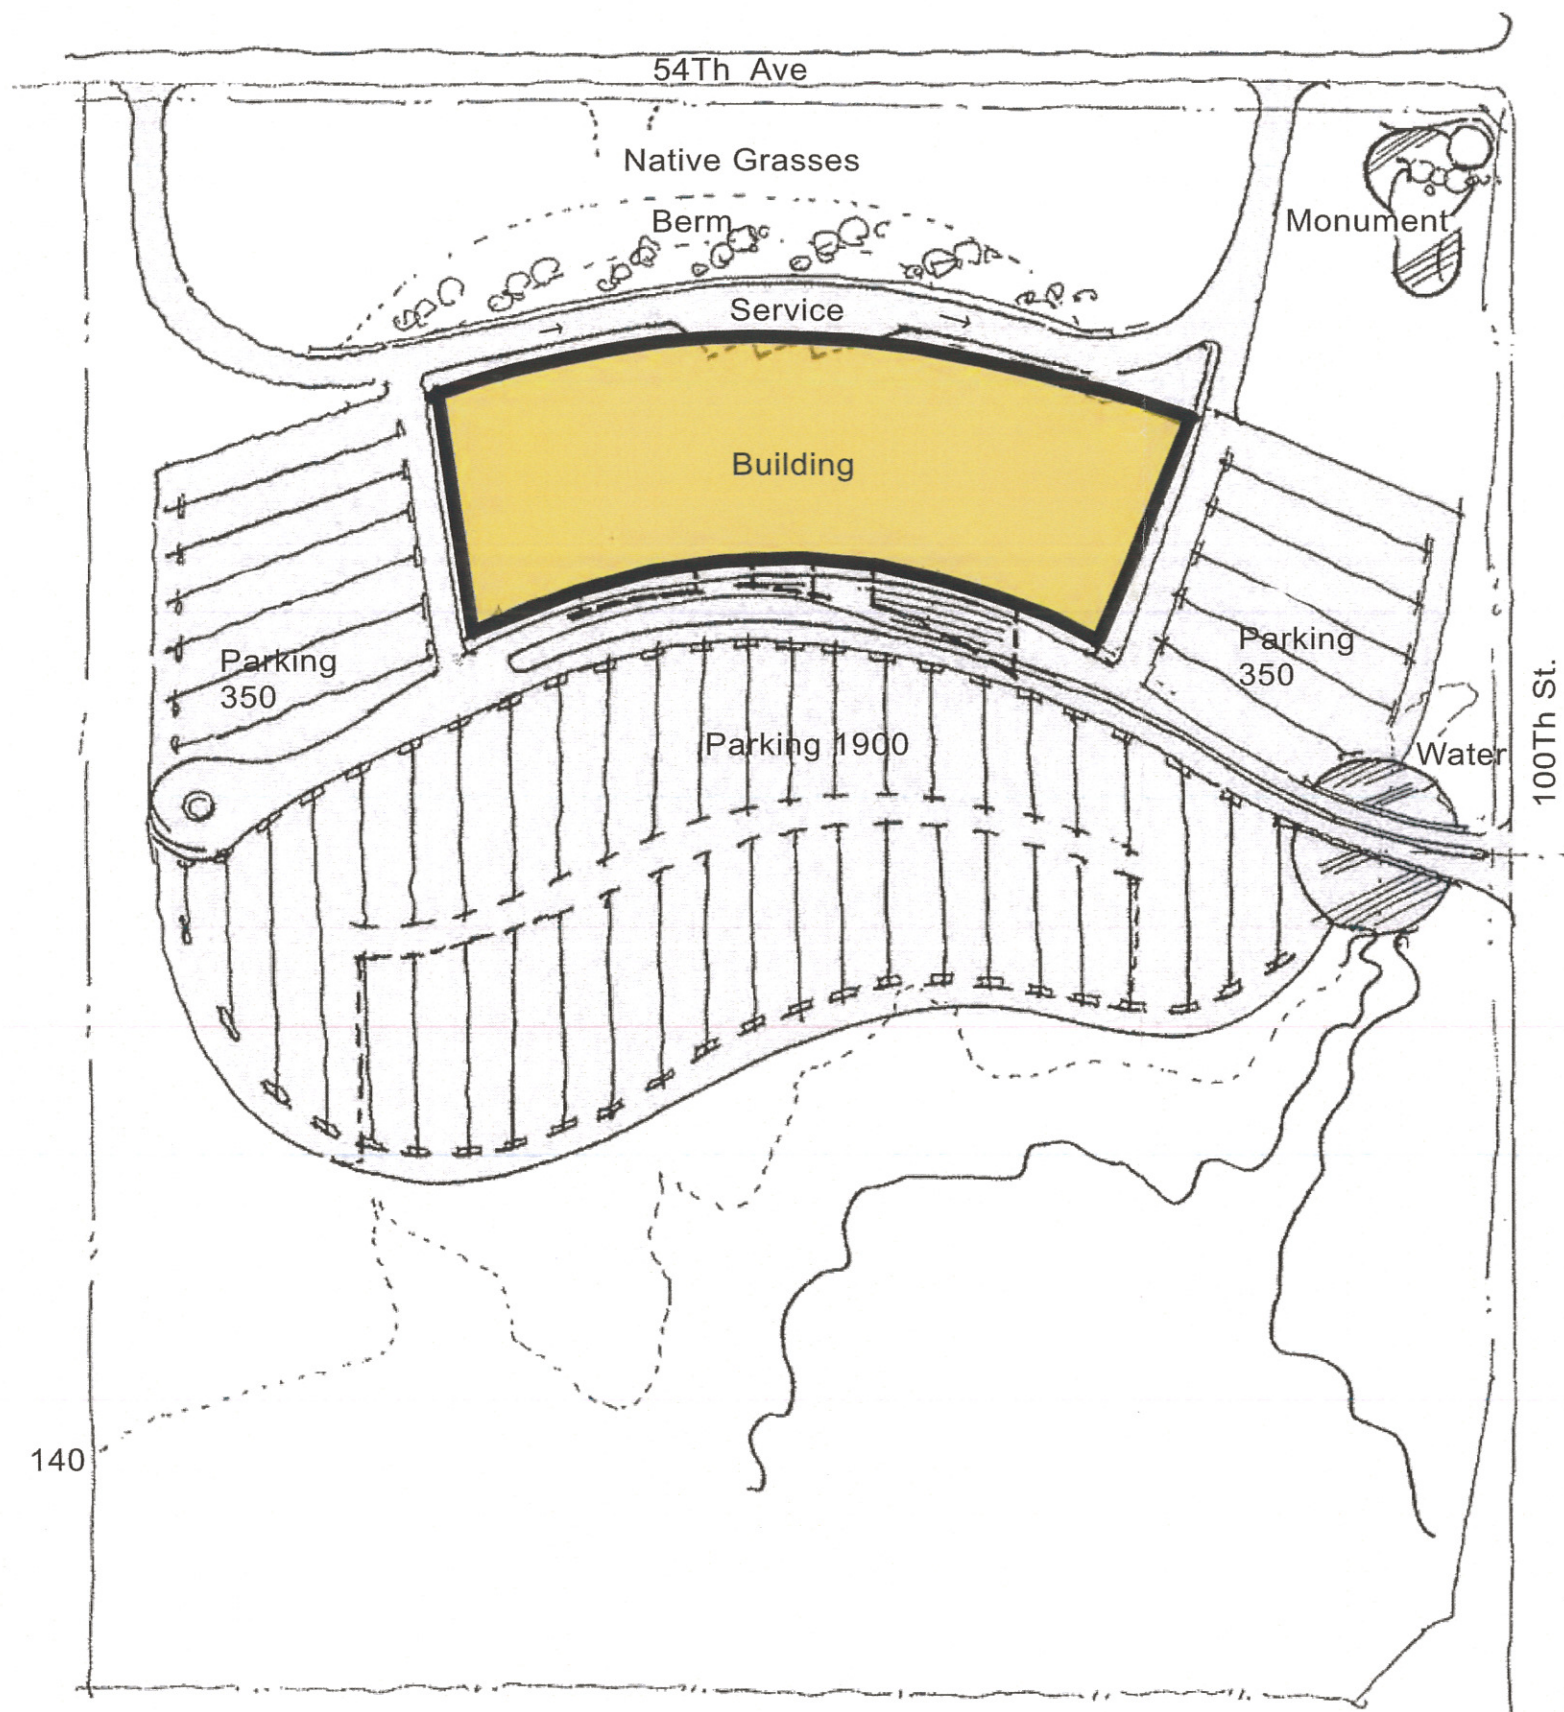 54Th Ave
Native Grasses
Berm
Monument
Service
Building
Parking
350
Parking
350
Parking 1900
Water
100Th St.
140